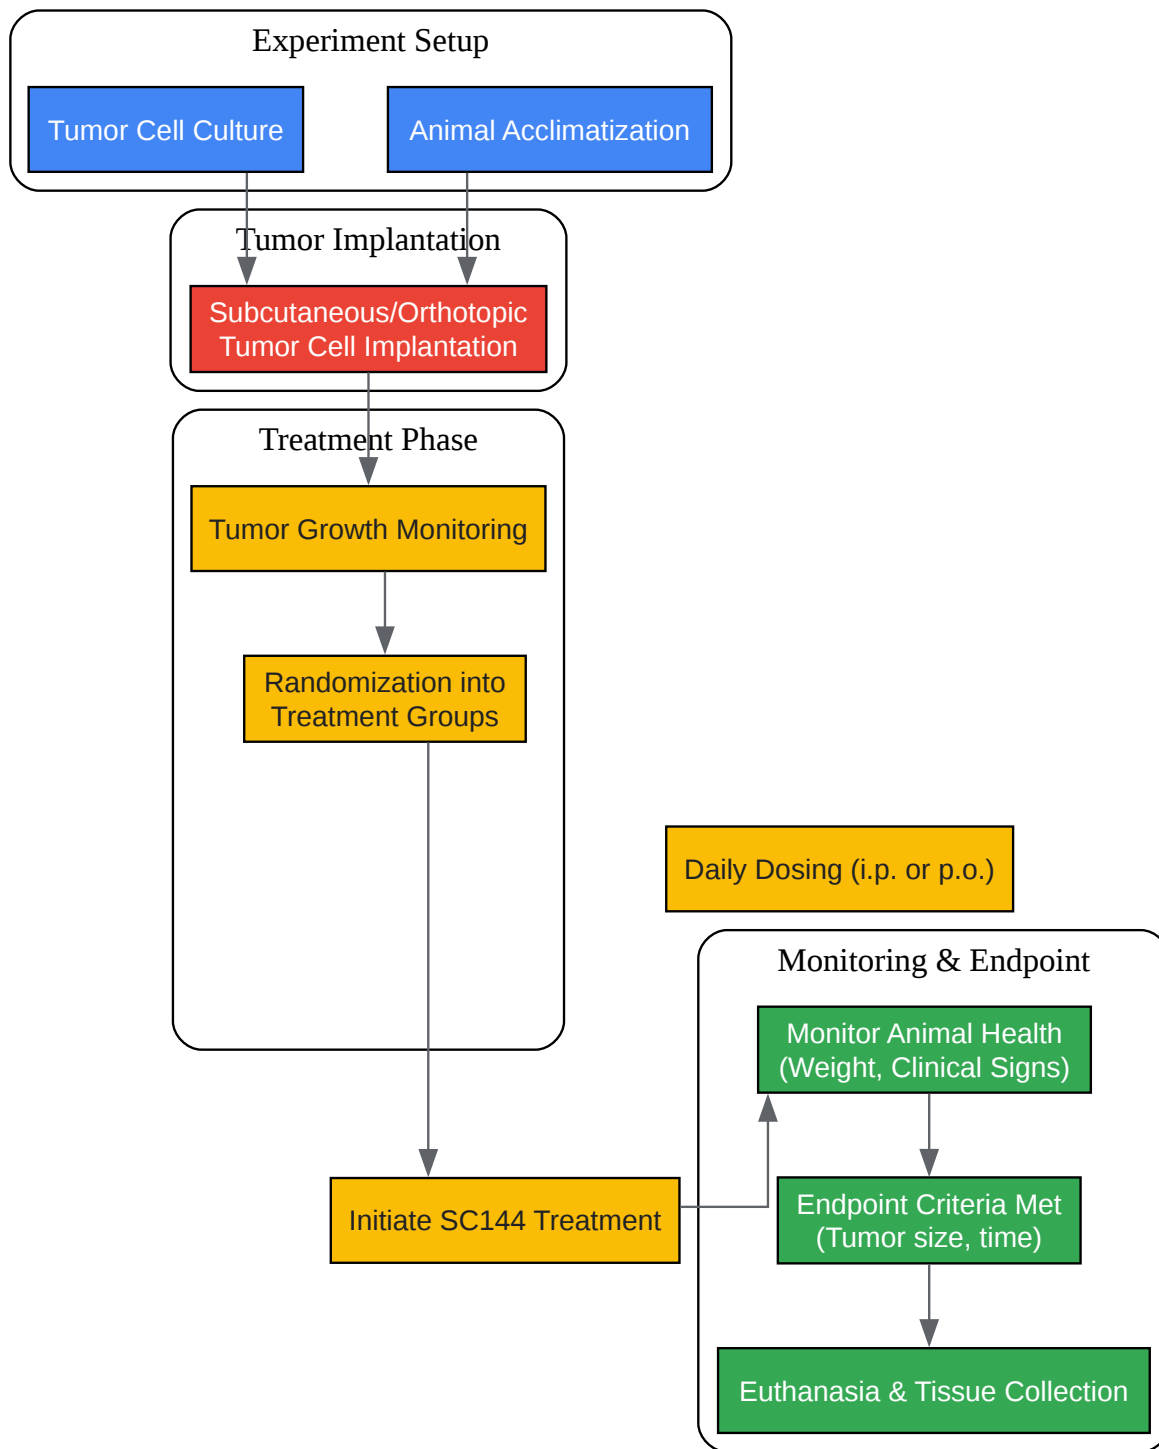 Experiment Setup
Tumor Cell Culture
Animal Acclimatization
Tumor Implantation
Subcutaneous/Orthotopic
Tumor Cell Implantation
Treatment Phase
Tumor Growth Monitoring
Randomization into
Treatment Groups
Daily Dosing (i.p. or p.o.)
Monitoring & Endpoint
Monitor Animal Health
(Weight, Clinical Signs)
Initiate SC144 Treatment
Endpoint Criteria Met
(Tumor size, time)
Euthanasia & Tissue Collection